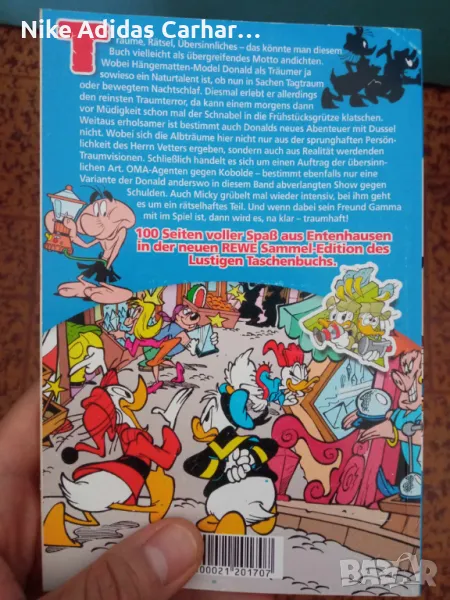 Nike Adidas Carhar...
Träume, Rätsel, Übersinnliches – das könnte man diesem
Buch vielleicht als übergreifendes Motto andichten.
Wobei Hängematten-Model Donald als Träumer ja
sowieso ein Naturtalent ist, ob nun in Sachen Tagtraum
oder bewegtem Nachtschlaf. Diesmal erlebt er allerdings
den reinsten Traumterror, da kann einem morgens dann
vor Müdigkeit schon mal der Schnabel in die Frühstücksgrütze klatschen.
Weitaus erholsamer ist bestimmt auch Donalds neues Abenteuer mit Dussel
nicht. Wobei sich die Albträume hier nicht nur aus der sprunghaften Persön-
lichkeit des Herrn Vetters ergeben, sondern auch aus Realität werdenden
Traumvisionen. Schließlich handelt es sich um einen Auftrag der übersinn-
lichen Art. OMA-Agenten gegen Kobolde – bestimmt ebenfalls nur eine
Variante der Donald anderswo in diesem Band abverlangten Show gegen
Schulden. Auch Micky grübelt mal wieder intensiv, bei ihm geht
es um ein rätselhaftes Teil. Und wenn dabei sein Freund Gamma
mit im Spiel ist, dann wird es, na klar – traumhaft!
100 Seiten voller Spaß aus Entenhausen
in der neuen REWE Sammel-Edition des
Lustigen Taschenbuchs.
00021 201707
BAZAR